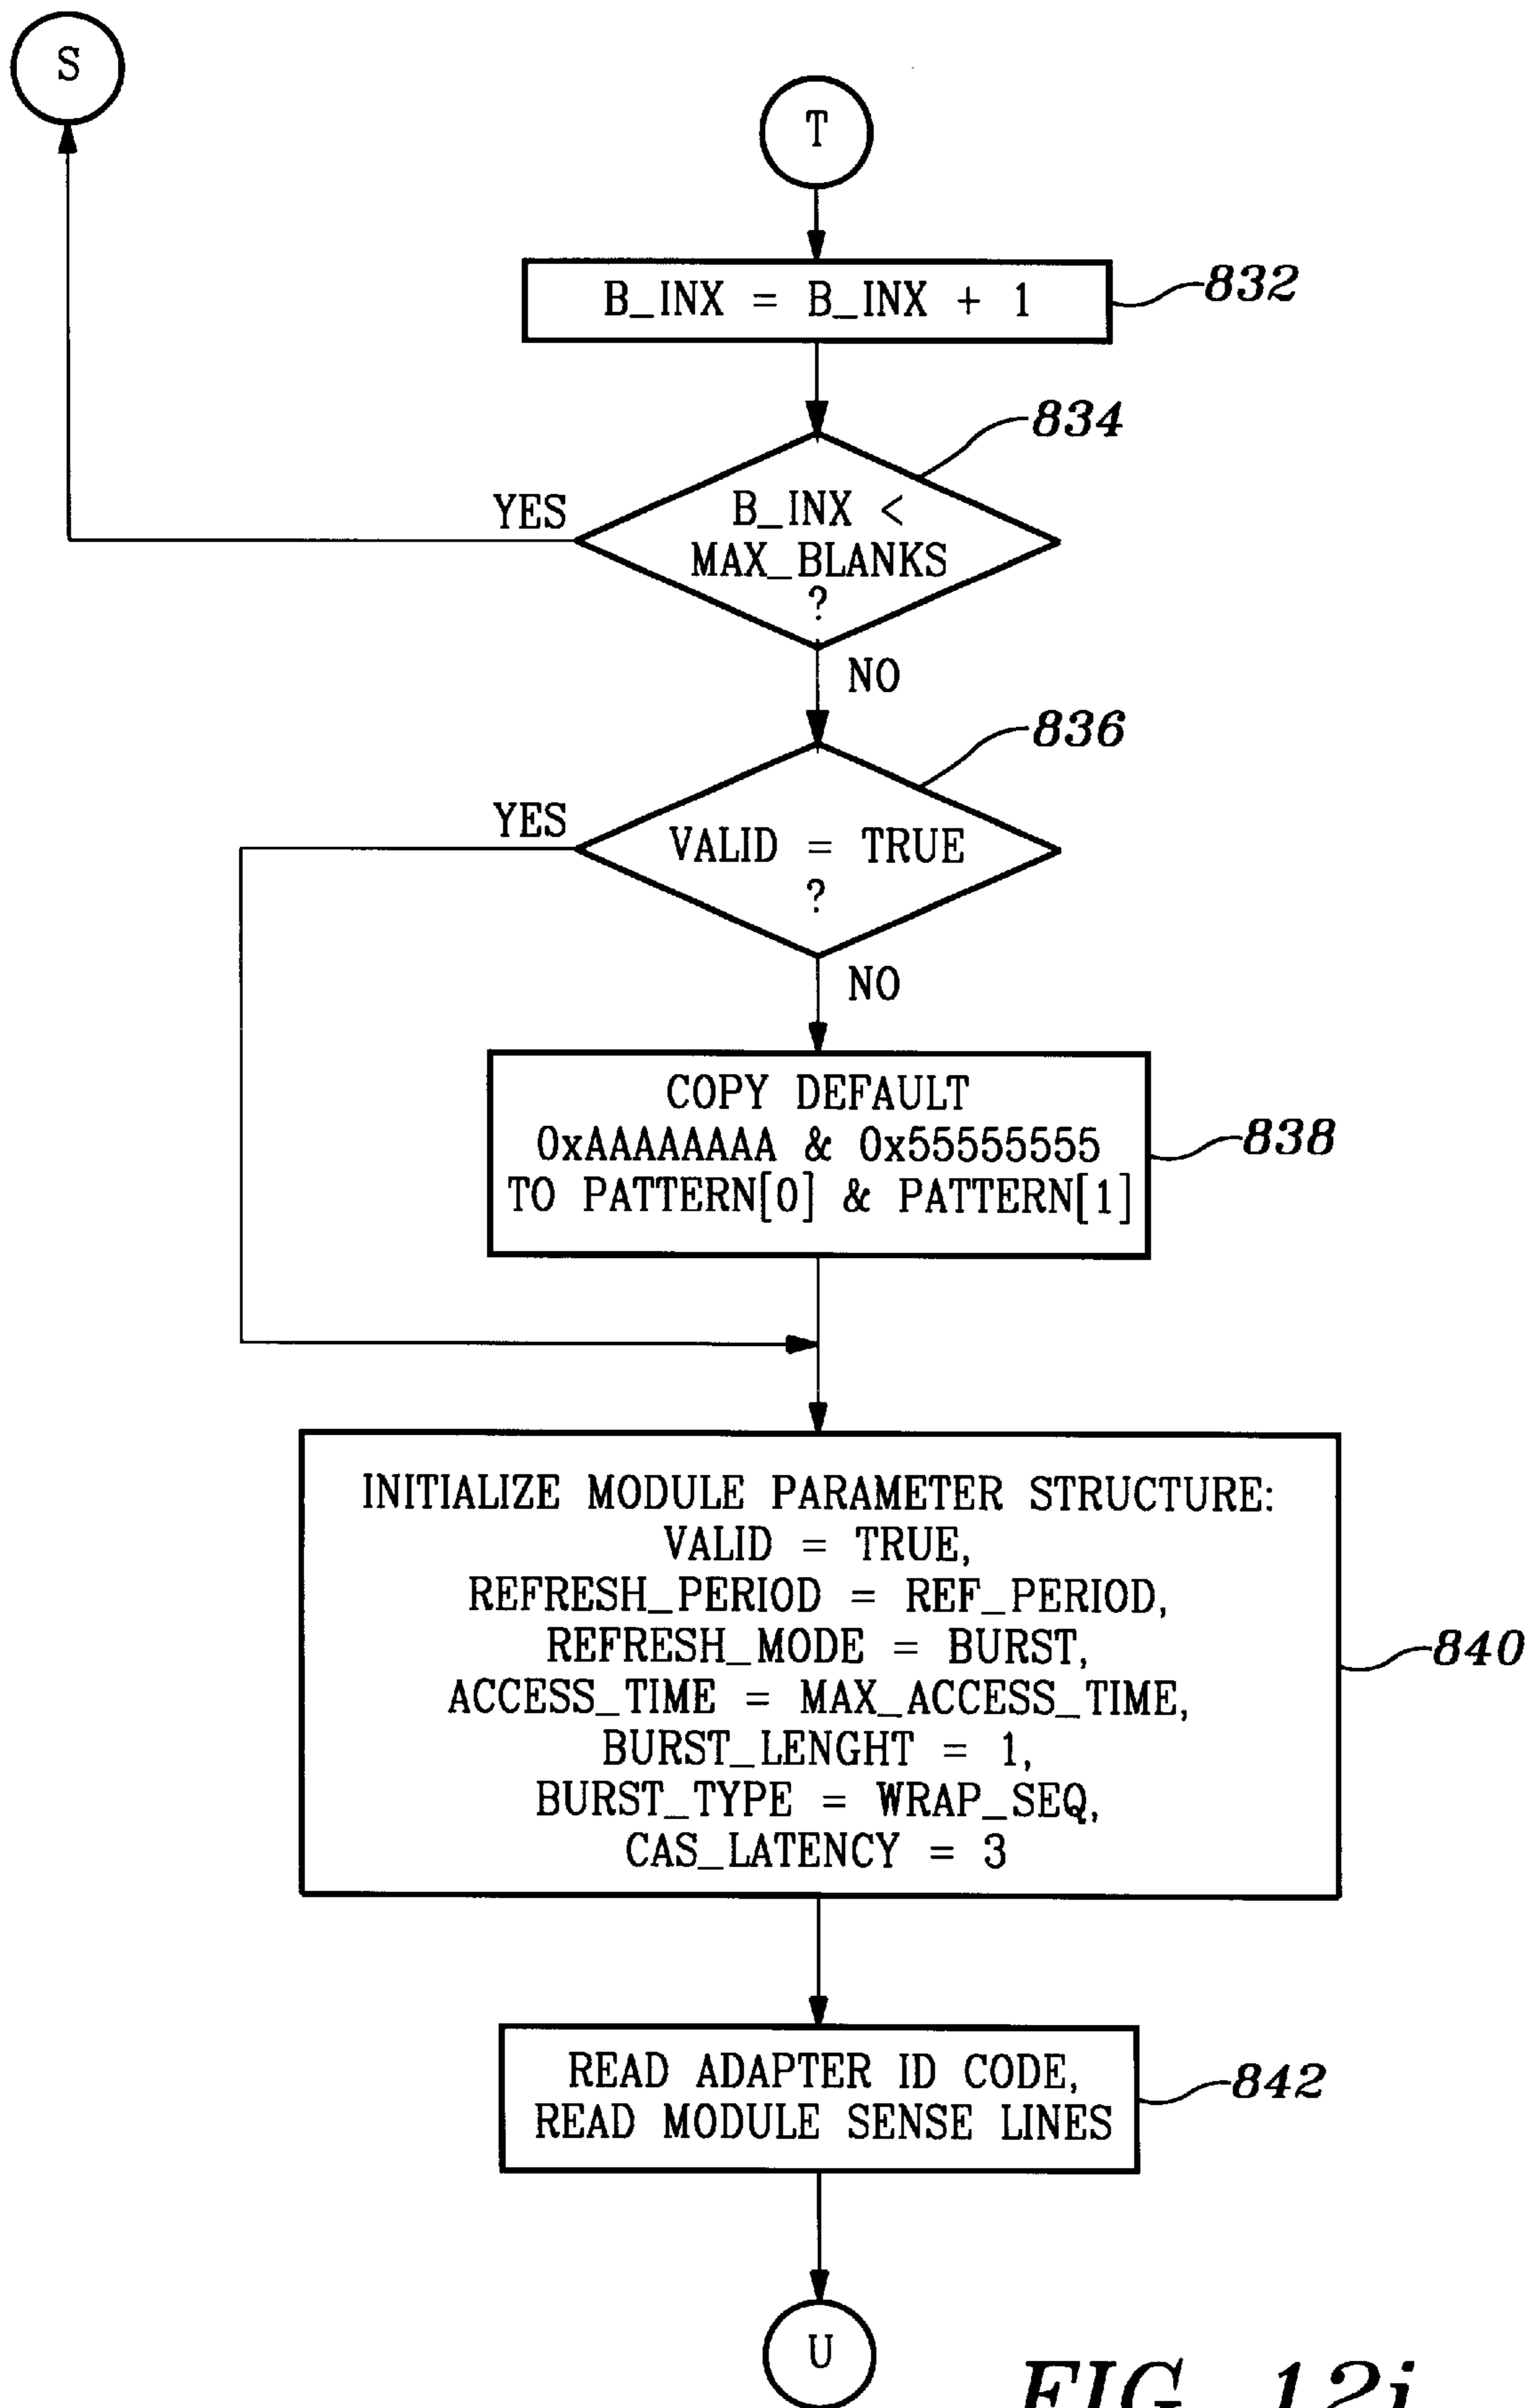 S
T
B_INX = B_INX + 1
832
834
YES
B_INX <
MAX_BLANKS
?
NO
836
YES
VALID = TRUE
?
NO
COPY DEFAULT
0xAAAAAAAA & 0x55555555
TO PATTERN[0] & PATTERN[1]
838
INITIALIZE MODULE PARAMETER STRUCTURE:
VALID = TRUE,
REFRESH_PERIOD = REF_PERIOD,
REFRESH_MODE = BURST,
ACCESS_TIME = MAX_ACCESS_TIME,
BURST_LENGHT = 1,
BURST_TYPE = WRAP_SEQ,
CAS_LATENCY = 3
840
READ ADAPTER ID CODE,
READ MODULE SENSE LINES
842
U
FIG. 12i